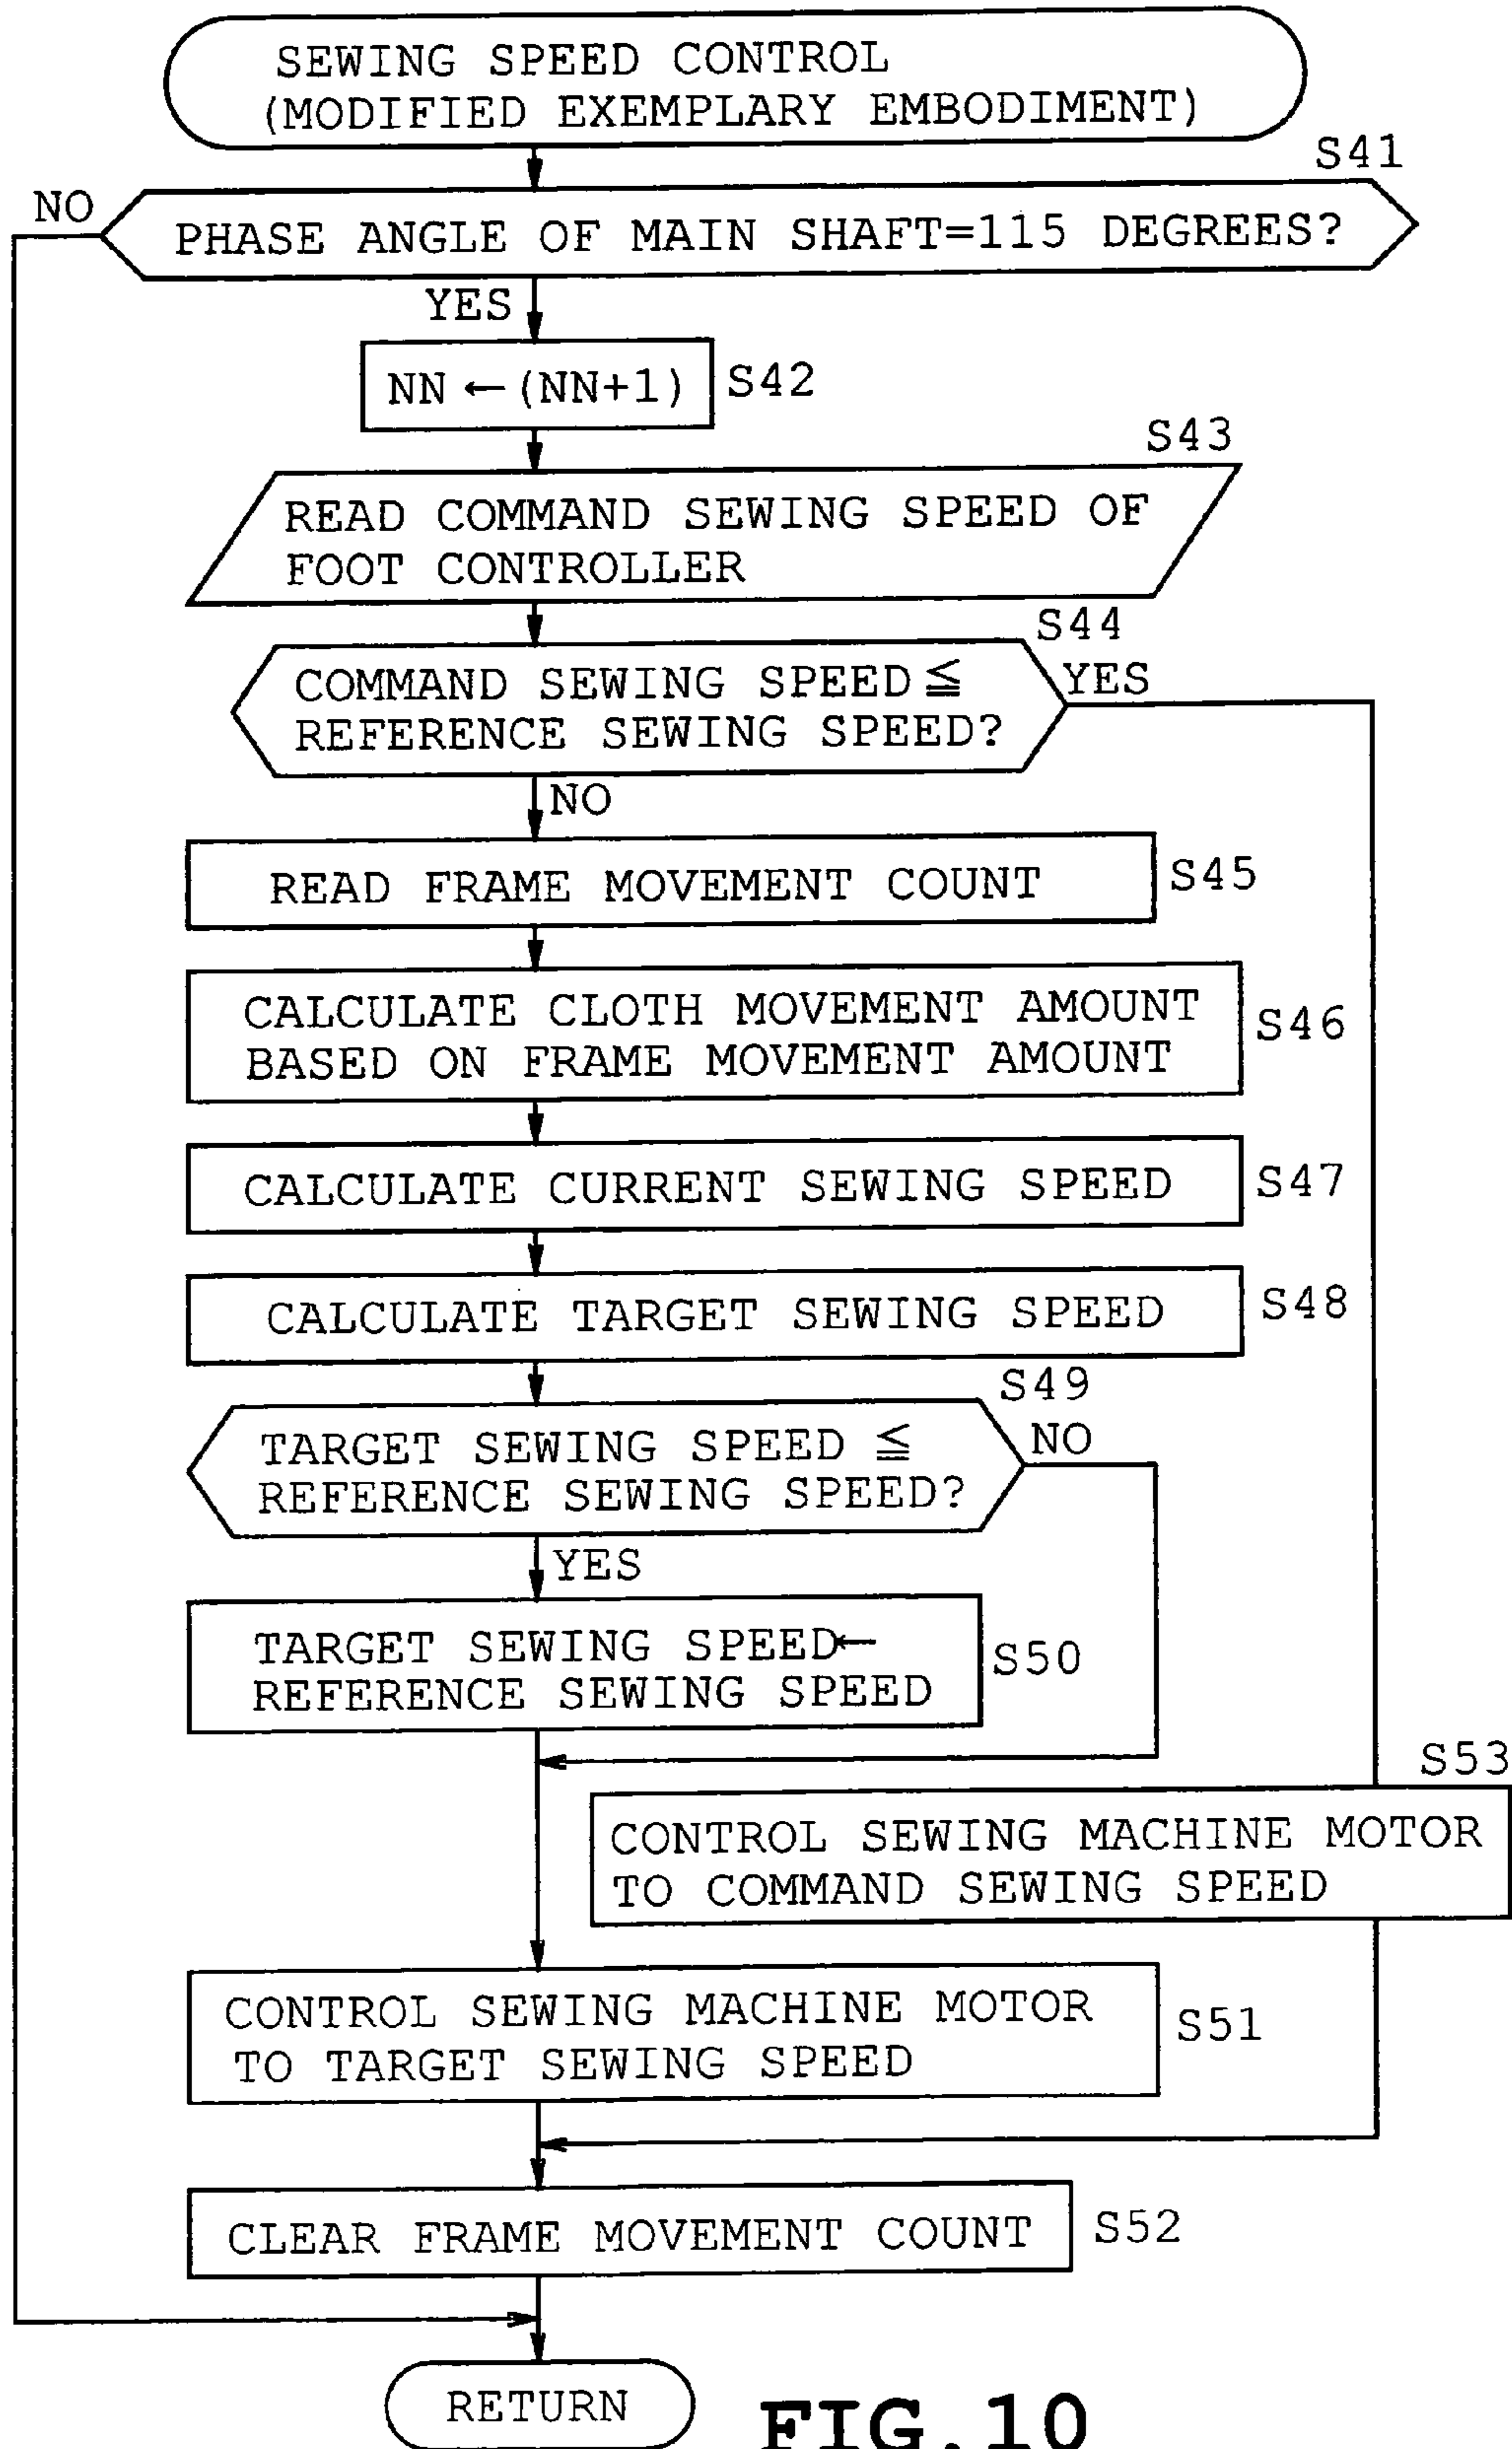 SEWING SPEED CONTROL
(MODIFIED EXEMPLARY EMBODIMENT)
S41
NO
PHASE ANGLE OF MAIN SHAFT=115 DEGREES?
YES
NN ← (NN+1)
S42
S43
READ COMMAND SEWING SPEED OF
FOOT CONTROLLER
S44
COMMAND SEWING SPEED ≦
REFERENCE SEWING SPEED?
YES
NO
READ FRAME MOVEMENT COUNT
S45
CALCULATE CLOTH MOVEMENT AMOUNT
BASED ON FRAME MOVEMENT AMOUNT
S46
CALCULATE CURRENT SEWING SPEED
S47
CALCULATE TARGET SEWING SPEED
S48
S49
TARGET SEWING SPEED ≦
REFERENCE SEWING SPEED?
NO
YES
TARGET SEWING SPEED←
REFERENCE SEWING SPEED
S50
S53
CONTROL SEWING MACHINE MOTOR
TO COMMAND SEWING SPEED
CONTROL SEWING MACHINE MOTOR
TO TARGET SEWING SPEED
S51
CLEAR FRAME MOVEMENT COUNT
S52
RETURN
FIG.10